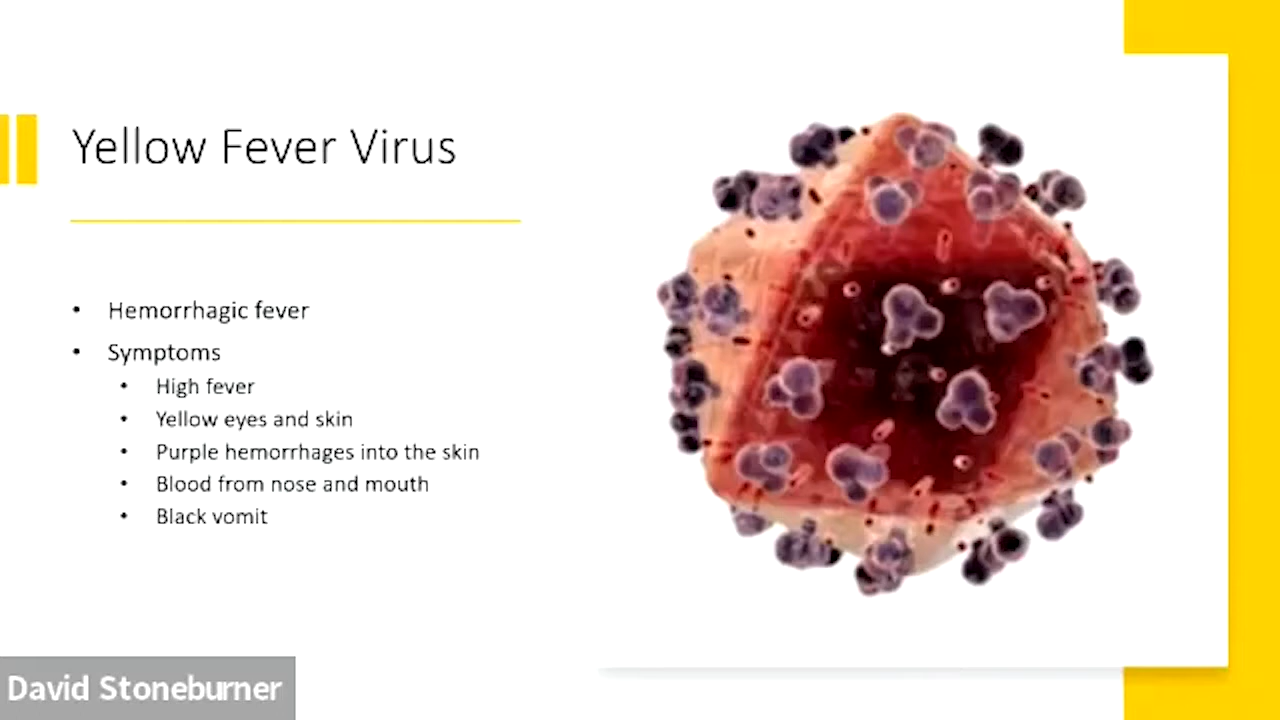 Yellow Fever Virus
• Hemorrhagic fever
• Symptoms
• High fever
• Yellow eyes and skin
• Purple hemorrhages into the skin
• Blood from nose and mouth
• Black vomit
David Stoneburner